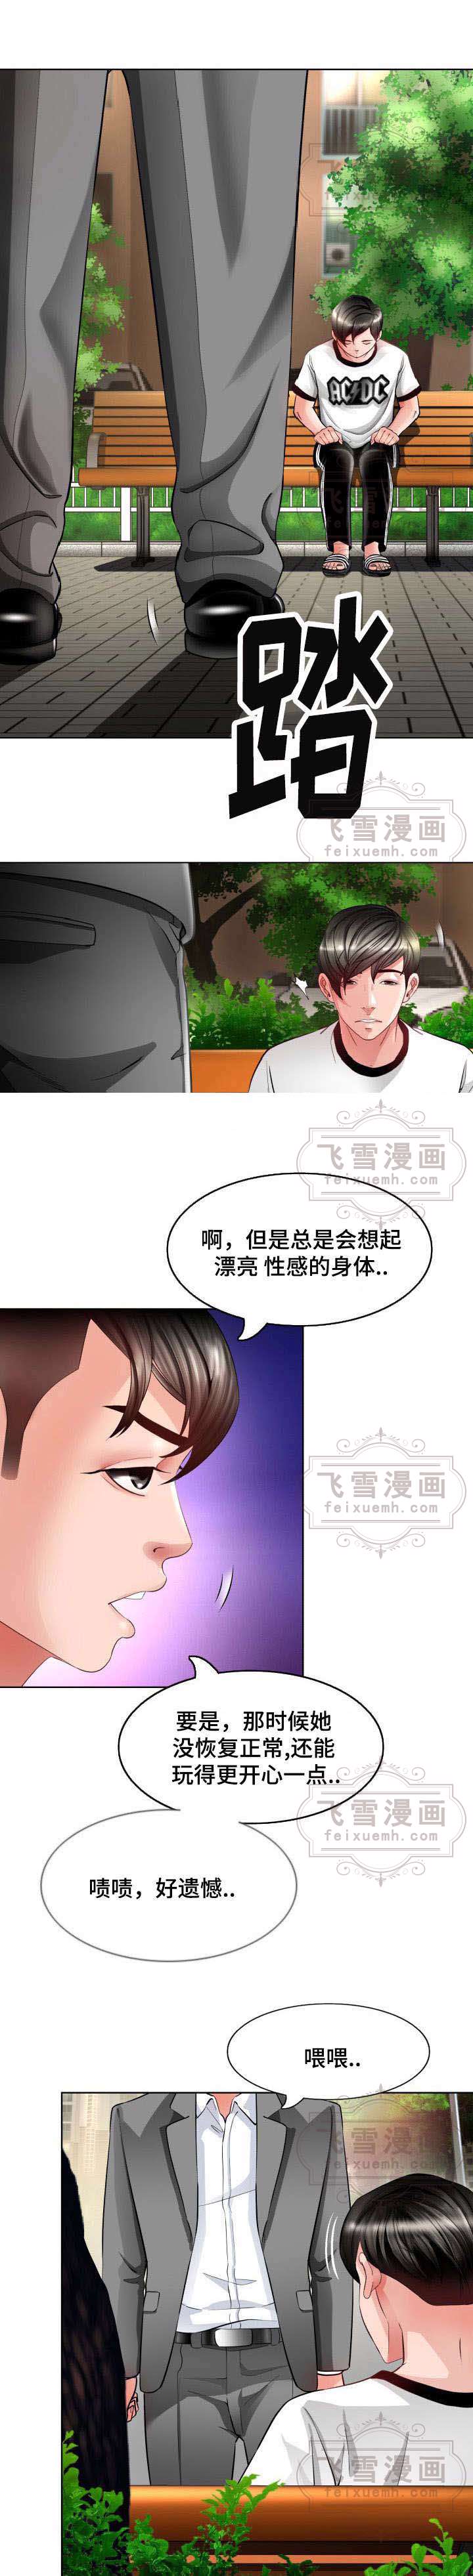 AC/DC
踏
飞雪漫画
feixuemh.com
飞雪漫画
feixuemh.com
啊，但是总是会想起
漂亮 性感的身体..
飞雪漫画
feixuemh.com
要是，那时候她
没恢复正常,还能
玩得更开心一点..
飞雪漫画
feixuemh.com
啧啧，好遗憾..
喂喂..
飞雪漫画
feixuemh.com
飞雪漫画
feixuemh.com